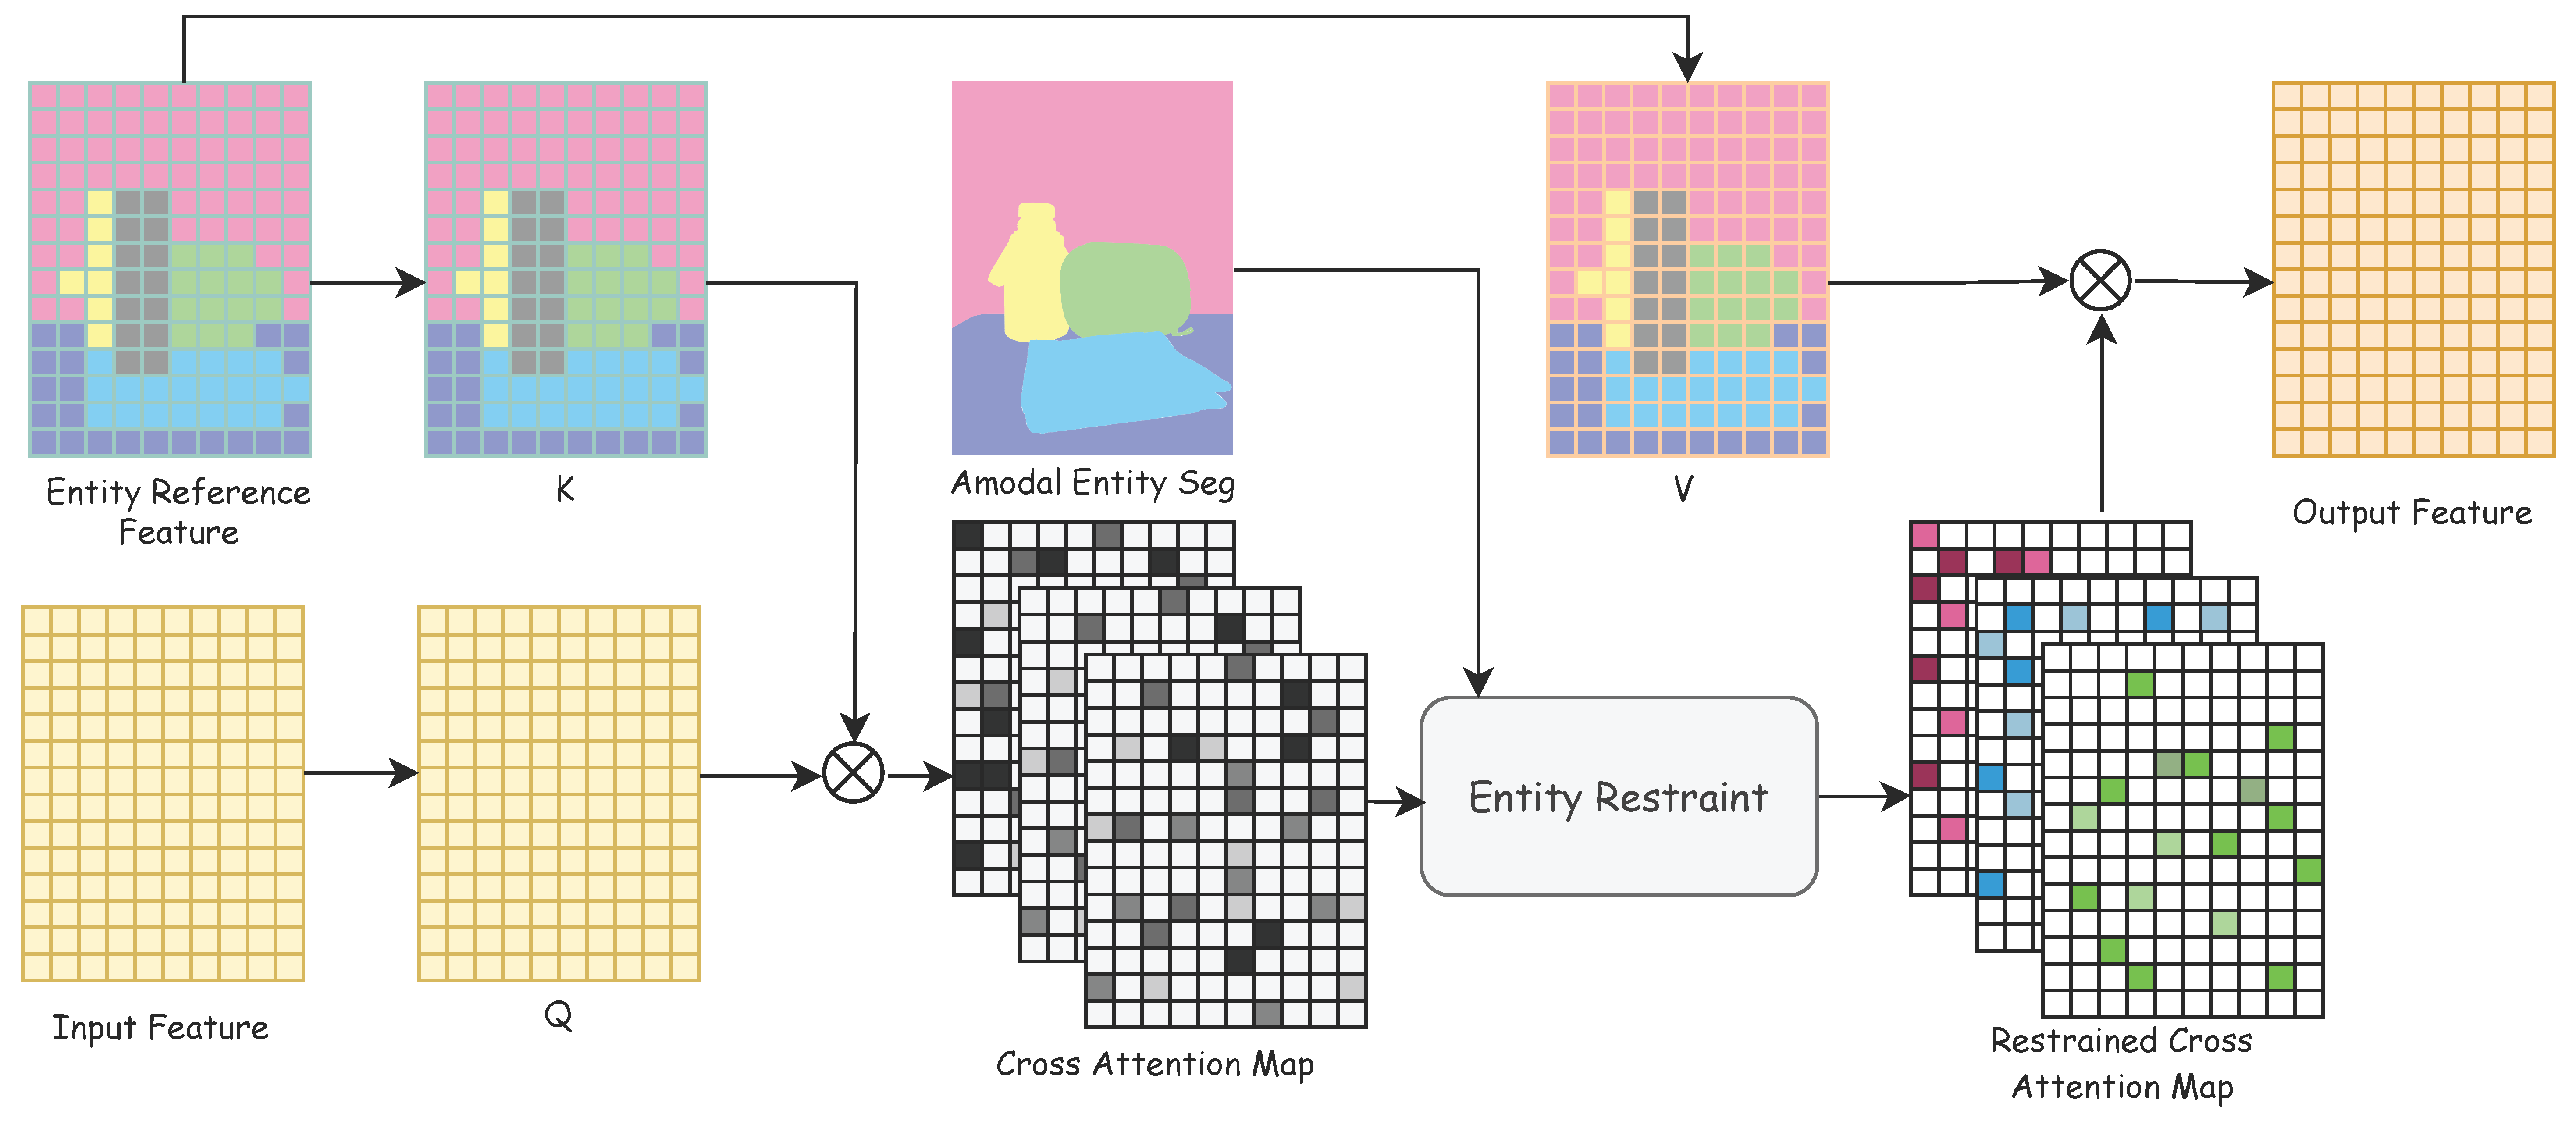 Entity Reference
Feature
K
Amodal Entity Seg
V
Output Feature
Input Feature
Q
Cross Attention Map
Entity Restraint
Restrained Cross
Attention Map